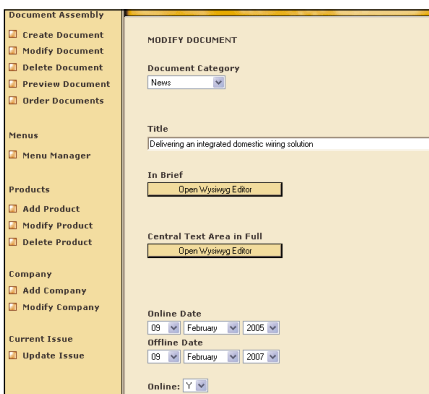 Document Assembly
Create Document
Modify Document
Delete Document
Preview Document
Order Documents
Menus
Menu Manager
Products
Add Product
Modify Product
Delete Product
Company
Add Company
Modify Company
Current Issue
Update Issue
MODIFY DOCUMENT
Document Category
News
Title
Delivering an integrated domestic wiring solution
In Brief
Open Wysiwyg Editor
Central Text Area in Full
Open Wysiwyg Editor
Online Date
09 February 2005
Offline Date
09 February 2007
Online: Y